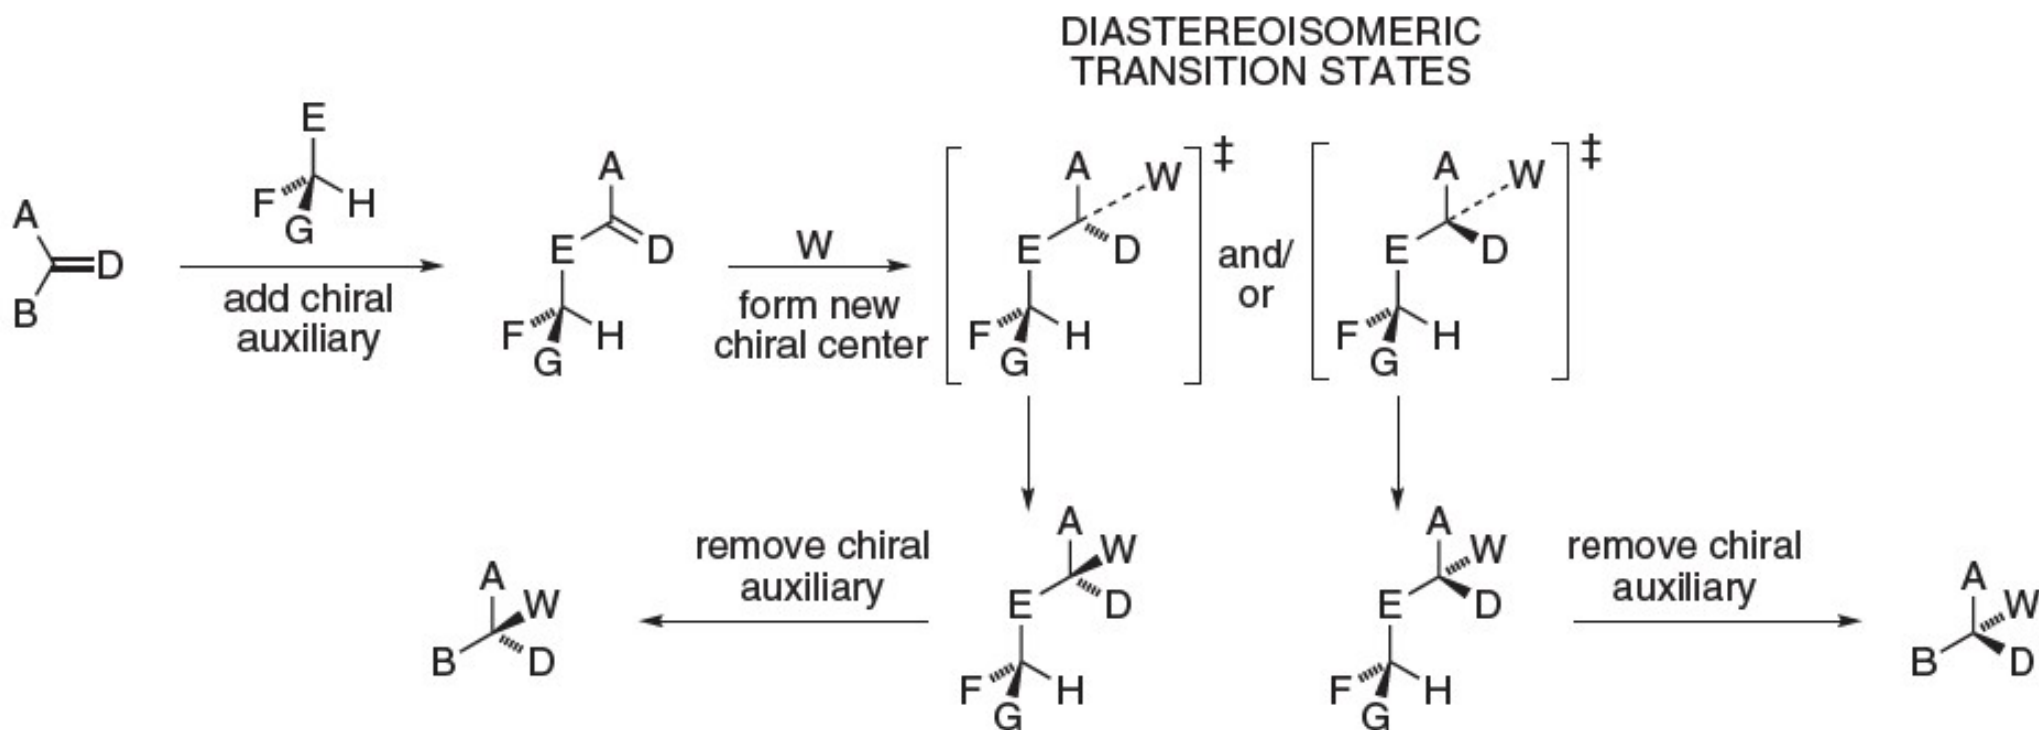 DIASTEREOISOMERIC
TRANSITION STATES
E
F
H
G
A
D
B
add chiral
auxiliary
A
E
D
F
H
G
W
form new
chiral center
A
W
‡
E
D
F
H
G
and/
or
A
W
‡
E
D
F
H
G
A
W
B
D
remove chiral
auxiliary
A
W
E
D
F
H
G
A
W
E
D
F
H
G
remove chiral
auxiliary
A
W
B
D